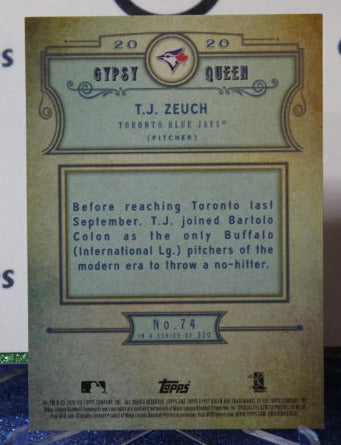 20 20
GYPSY QUEEN
T.J. ZEUCH
TORONTO BLUE JAYS®
(PITCHER)
Before reaching Toronto last
September, T.J. joined Bartolo
Colon as the only Buffalo
(International Lg.) pitchers of the
modern era to throw a no-hitter.
No. 74
IN A SERIES OF 320
Topps